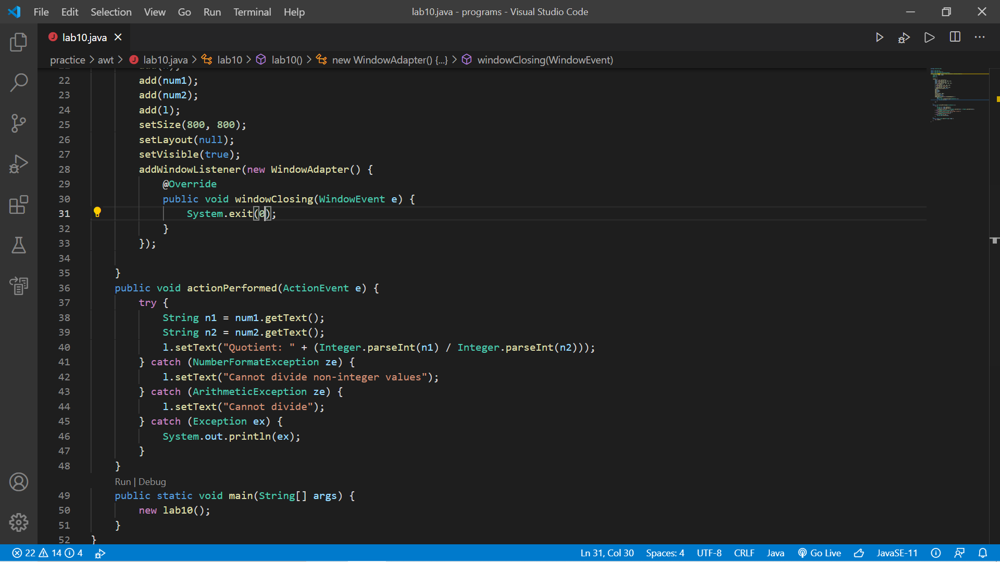 File Edit Selection View Go Run Terminal Help lab10.java - programs - Visual Studio Code
lab10.java
practice > awt > lab10.java > lab10 > lab10() > new WindowAdapter() {...} > windowClosing(WindowEvent)
22 add(num1);
23 add(num2);
24 add(l);
25 setSize(800, 800);
26 setLayout(null);
27 setVisible(true);
28 addWindowListener(new WindowAdapter() {
29 @Override
30 public void windowClosing(WindowEvent e) {
31 System.exit(0);
32 }
33 });
34
35 }
36 public void actionPerformed(ActionEvent e) {
37 try {
38 String n1 = num1.getText();
39 String n2 = num2.getText();
40 l.setText("Quotient: " + (Integer.parseInt(n1) / Integer.parseInt(n2)));
41 } catch (NumberFormatException ze) {
42 l.setText("Cannot divide non-integer values");
43 } catch (ArithmeticException ze) {
44 l.setText("Cannot divide");
45 } catch (Exception ex) {
46 System.out.println(ex);
47 }
48 }
Run | Debug
49 public static void main(String[] args) {
50 new lab10();
51 }
52 }
22 14 4 Ln 31, Col 30 Spaces: 4 UTF-8 CRLF Java Go Live JavaSE-11